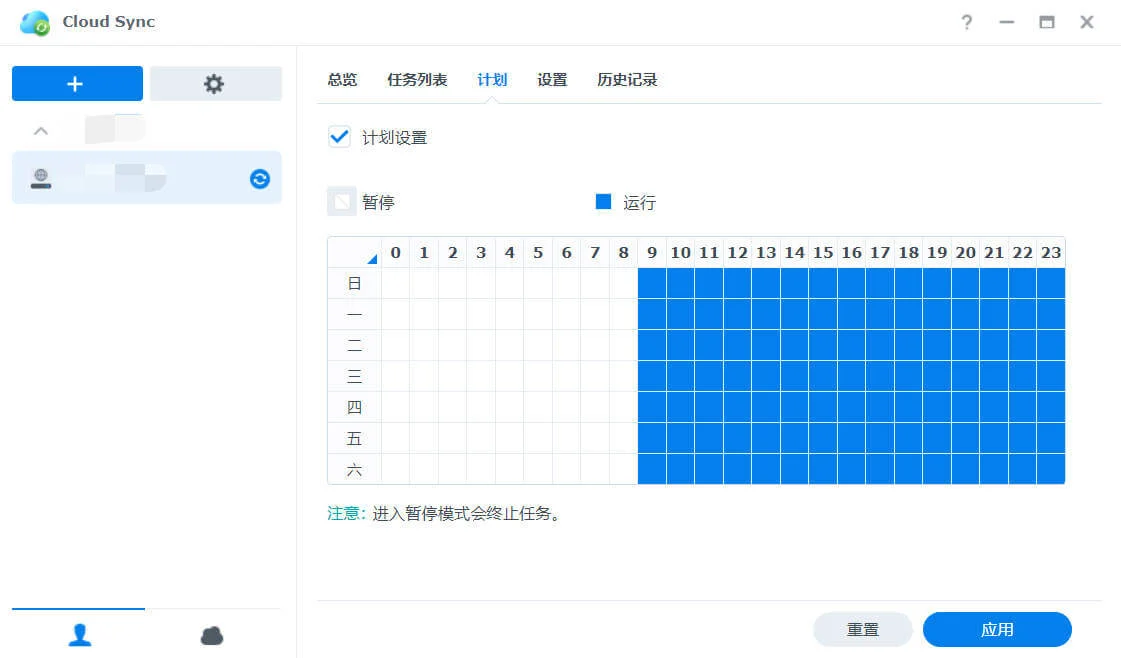 Cloud Sync
总览 任务列表 计划 设置 历史记录
计划设置
暂停 运行
0 1 2 3 4 5 6 7 8 9 10 11 12 13 14 15 16 17 18 19 20 21 22 23
日
一
二
三
四
五
六
注意: 进入暂停模式会终止任务。
重置 应用